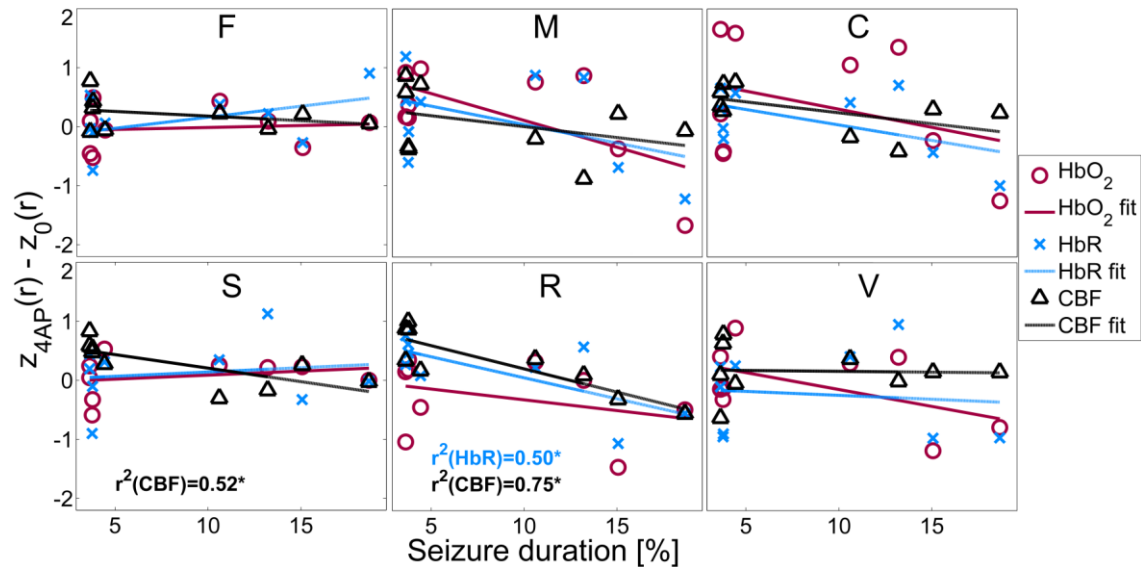 F
M
C
2
1
0
-1
-2
S
R
V
2
1
0
-1
-2
r²(CBF)=0.52*
r²(HbR)=0.50*
r²(CBF)=0.75*
5 10 15
5 10 15
5 10 15
Seizure duration [%]
z₄AP(r) - z₀(r)
HbO₂
HbO₂ fit
HbR
HbR fit
CBF
CBF fit